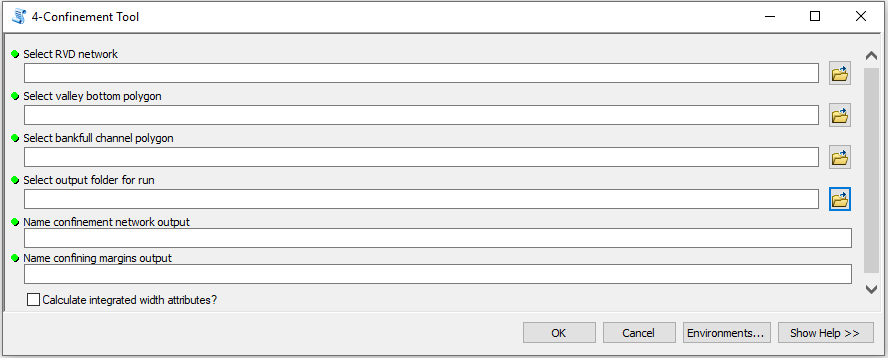 4-Confinement Tool
Select RVD network
Select valley bottom polygon
Select bankfull channel polygon
Select output folder for run
Name confinement network output
Name confining margins output
Calculate integrated width attributes?
OK Cancel Environments... Show Help >>